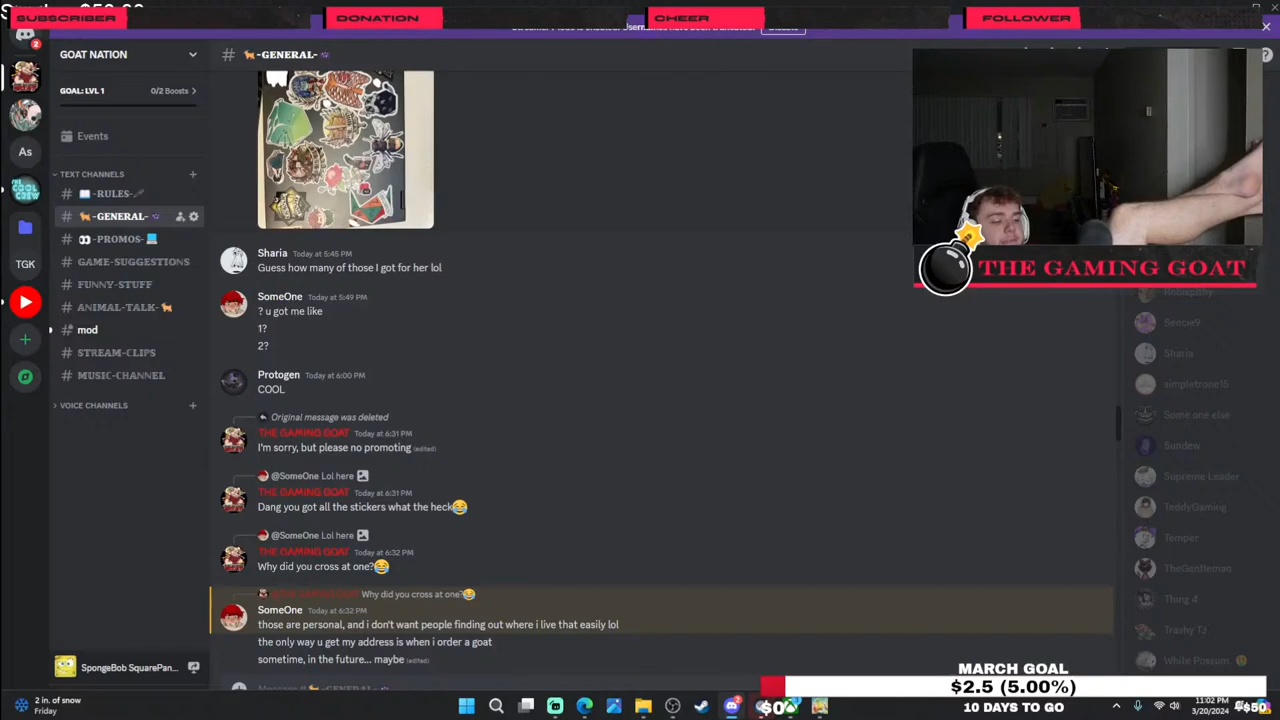 SUBSCRIBER
DONATION
CHEER
FOLLOWER
2
GOAT NATION
# -GENERAL-
GOAL: LVL 1 0/2 Boosts >
Events
TEXT CHANNELS
# -RULES-
# -GENERAL-
# -PROMOS-
# GAME-SUGGESTIONS
# FUNNY-STUFF
# ANIMAL-TALK-
# mod
# STREAM-CLIPS
# MUSIC-CHANNEL
VOICE CHANNELS
As
THE COOL CREW
TGK
Sharia Today at 5:45 PM
Guess how many of those I got for her lol
SomeOne Today at 5:49 PM
? u got me like
1?
2?
Protogen Today at 6:00 PM
COOL
Original message was deleted
THE GAMING GOAT Today at 6:31 PM
I'm sorry, but please no promoting (edited)
@SomeOne Lol here
THE GAMING GOAT Today at 6:31 PM
Dang you got all the stickers what the heck😂
@SomeOne Lol here
THE GAMING GOAT Today at 6:32 PM
Why did you cross at one?😂
THE GAMING GOAT Why did you cross at one?😂
SomeOne Today at 6:32 PM
those are personal, and i don't want people finding out where i live that easily lol
the only way u get my address is when i order a goat
sometime, in the future... maybe (edited)
THE GAMING GOAT
Sencie9
Sharia
simpletrone15
Some one else
Sundew
Supreme Leader
TeddyGaming
Temper
TheGentleman
Thing 4
Trashy TJ
White Possum
SpongeBob SquarePan...
MARCH GOAL
$2.5 (5.00%)
$0
$50
10 DAYS TO GO
2 in. of snow
Friday
11:02 PM
3/20/2024